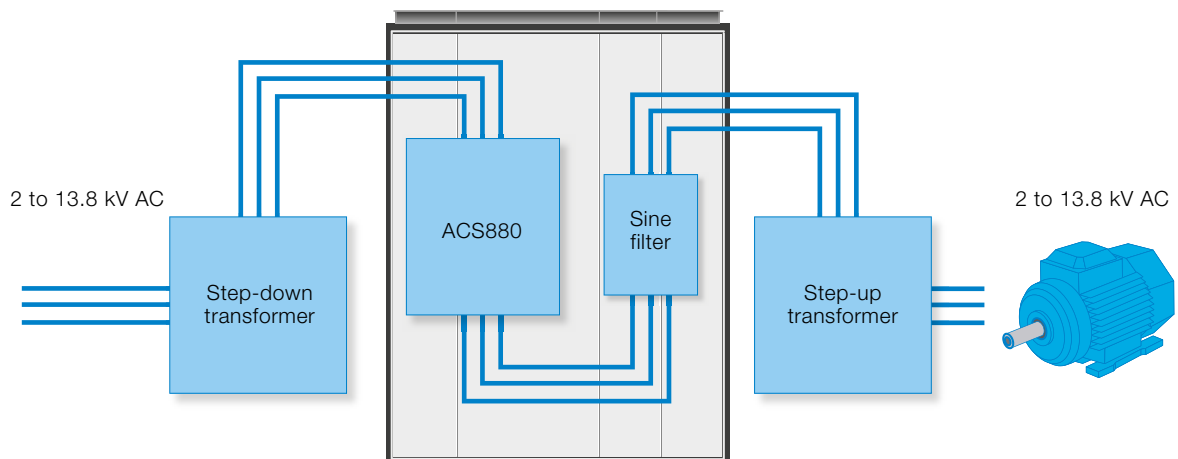 2 to 13.8 kV AC
Step-down
transformer
ACS880
Sine
filter
Step-up
transformer
2 to 13.8 kV AC